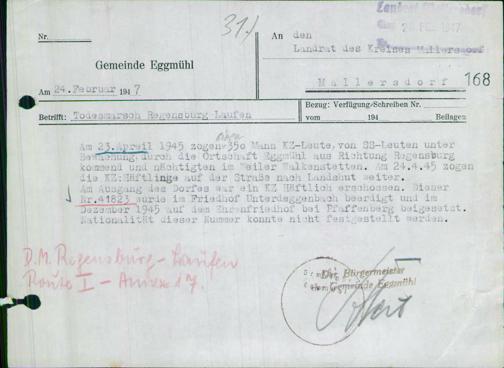 Nr.
31.)
An den
Landrat des Kreises Mallersdorf
Gemeinde Eggmühl
Mallersdorf
168
Am 24.Februar 1947
Betrifft: Todesmarsch Regensburg-Laufen
Bezug: Verfügung/Schreiben Nr.
vom 194 Beilagen
Am 23.Apreil 1945 zogen 350 Mann KZ-Leute, von SS-Leuten unter
Bewachung, durch die Ortschaft Eggmühl aus Richtung Regensburg
kommend und nächtigten im Weiler Walkenstetten. Am 24.4.45 zogen
die KZ:Häftlinge auf der Straße nach Landshut weiter.
Am Ausgang des Dorfes war ein KZ Häftlich erschossen. Dieser
Nr.41823 wurde im Friedhof Unterdeggenbach beerdigt und im
Dezember 1945 auf dem Ehrenfriedhof bei Pfaffenberg beigesetzt.
Nationalität dieser Nummer konnte nicht festgestellt werden.
D.M. Regensburg-Laufen
Route I - Annex 17.
Der Bürgermeister
der Gemeinde Eggmühl